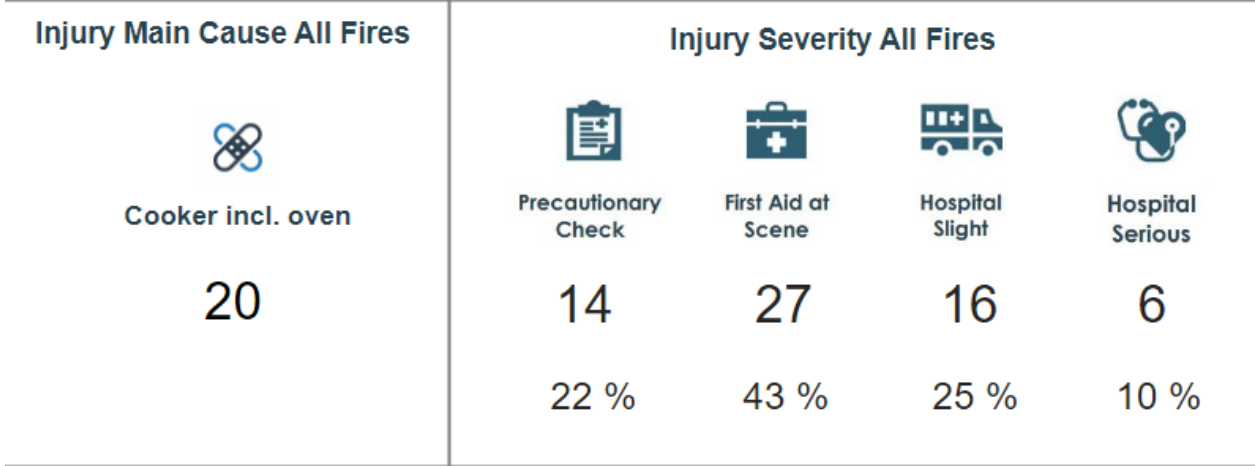 Injury Main Cause All Fires
Cooker incl. oven
20
Injury Severity All Fires
Precautionary First Aid at Hospital Hospital
Check Scene Slight Serious
14 27 16 6
22 % 43 % 25 % 10 %